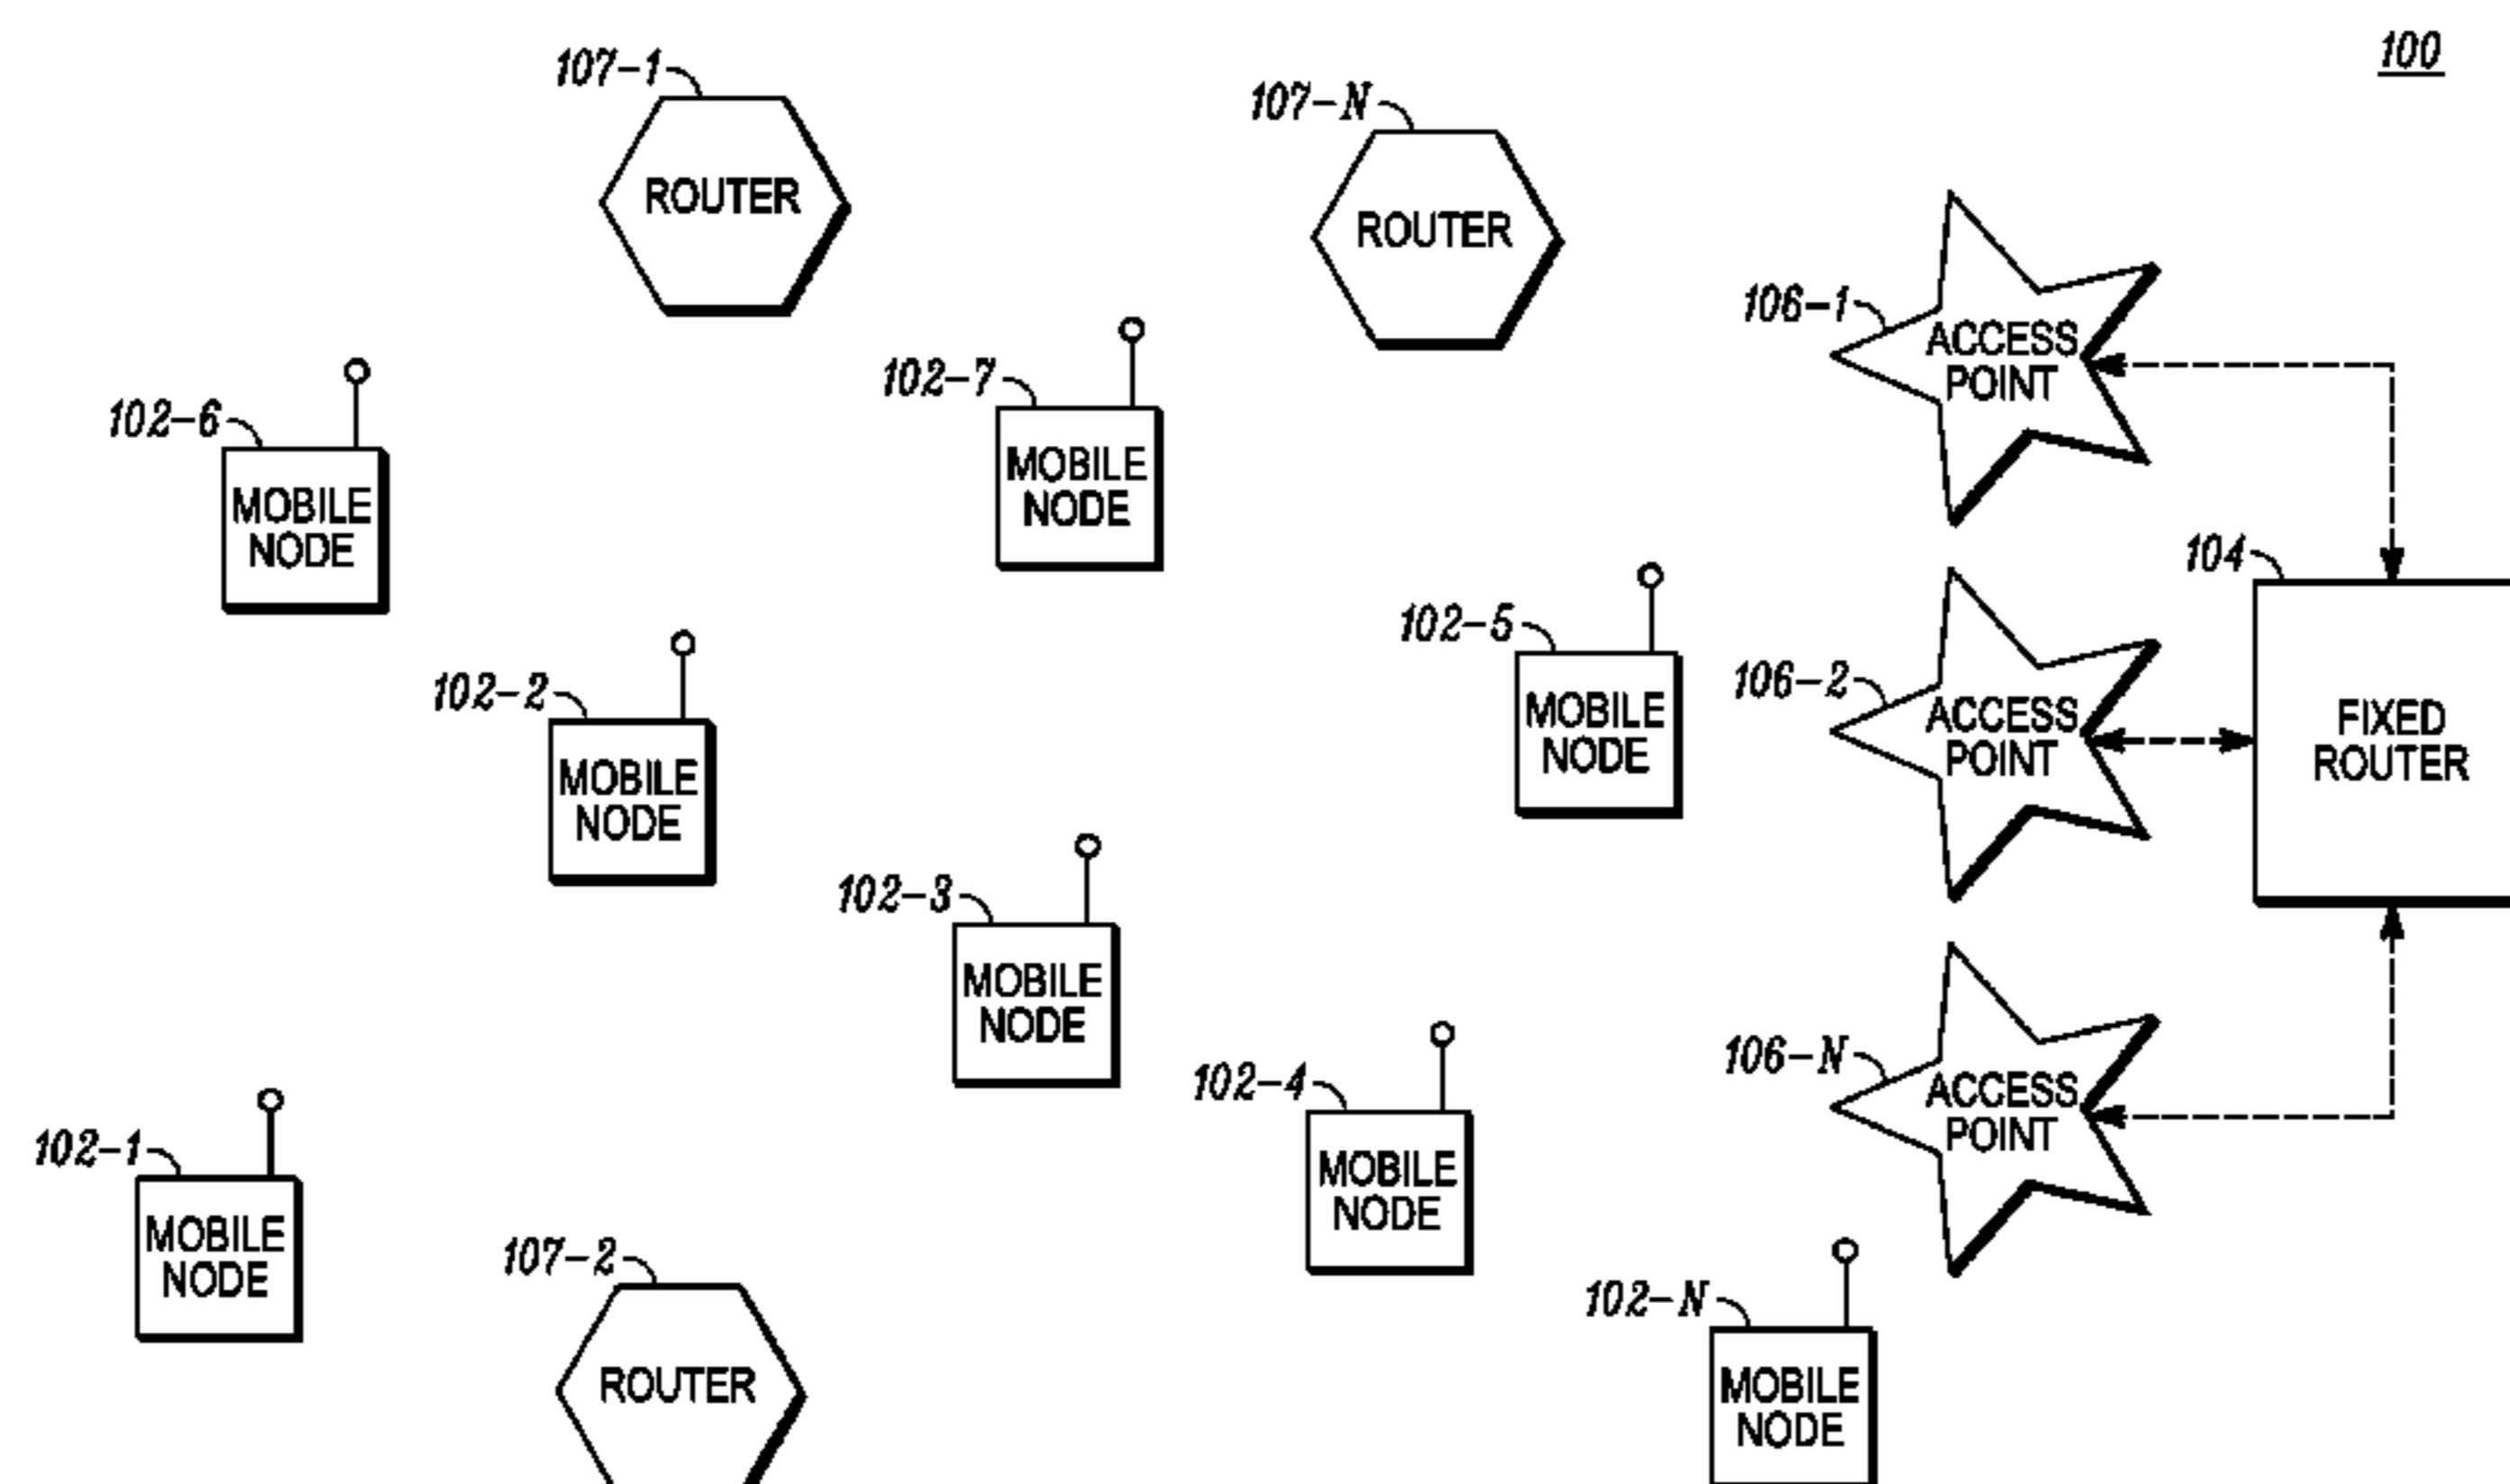 100
107-1
ROUTER
107-N
ROUTER
106-1
ACCESS
POINT
102-6
MOBILE
NODE
102-7
MOBILE
NODE
104
FIXED
ROUTER
102-5
MOBILE
NODE
106-2
ACCESS
POINT
102-2
MOBILE
NODE
102-3
MOBILE
NODE
102-4
MOBILE
NODE
106-N
ACCESS
POINT
102-1
MOBILE
NODE
107-2
ROUTER
102-N
MOBILE
NODE